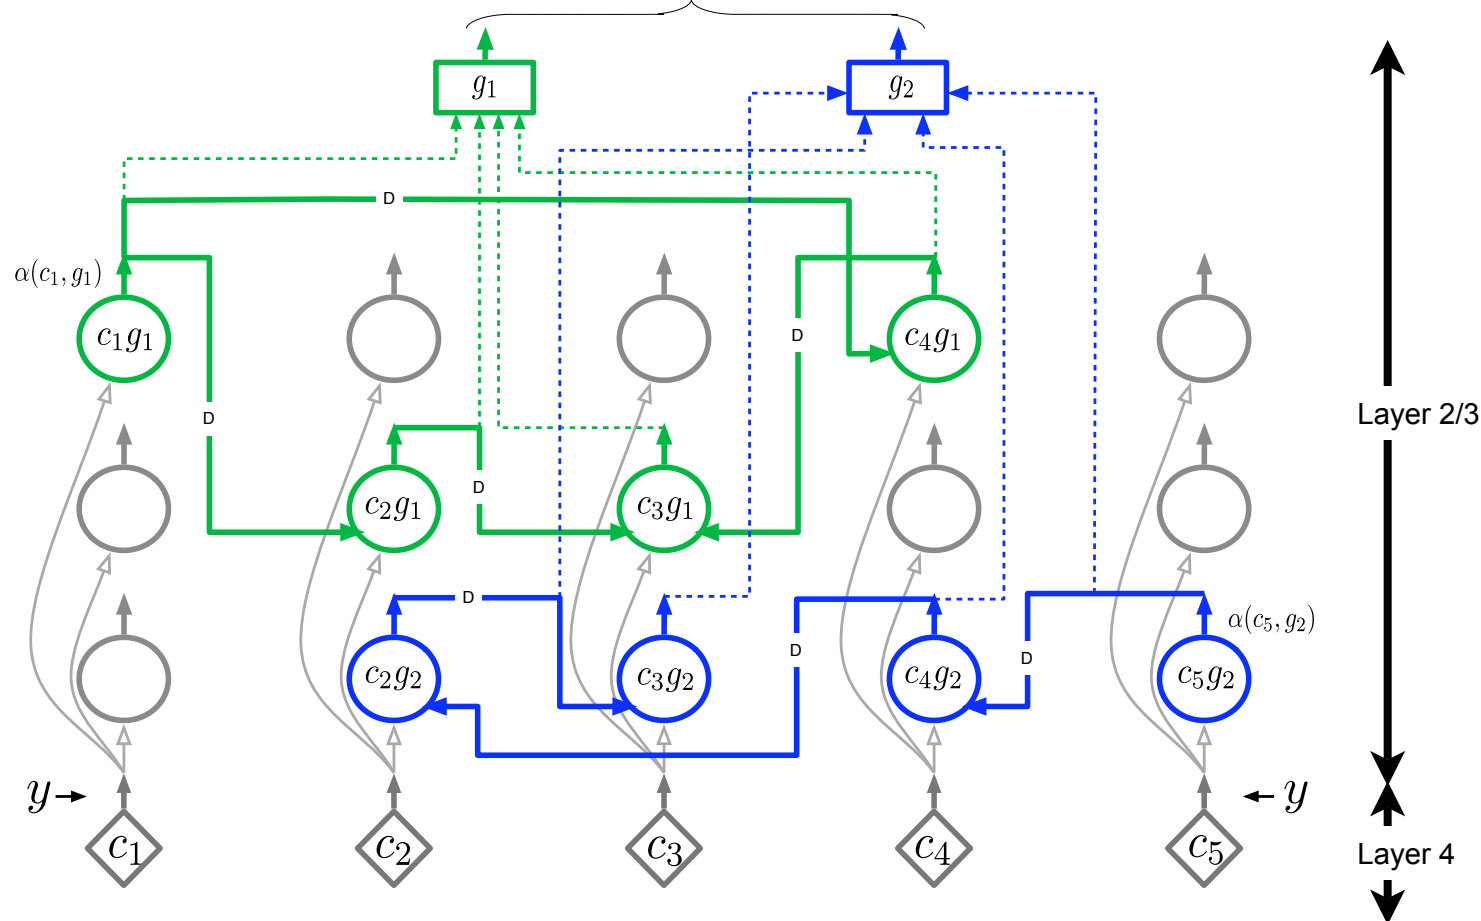 g₁ g₂
D
α(c₁, g₁)
c₁g₁ D c₄g₁
D Layer 2/3
D
c₂g₁ c₃g₁
D
α(c₅, g₂)
D D
c₂g₂ c₃g₂ c₄g₂ c₅g₂
y y
c₁ c₂ c₃ c₄ c₅
Layer 4